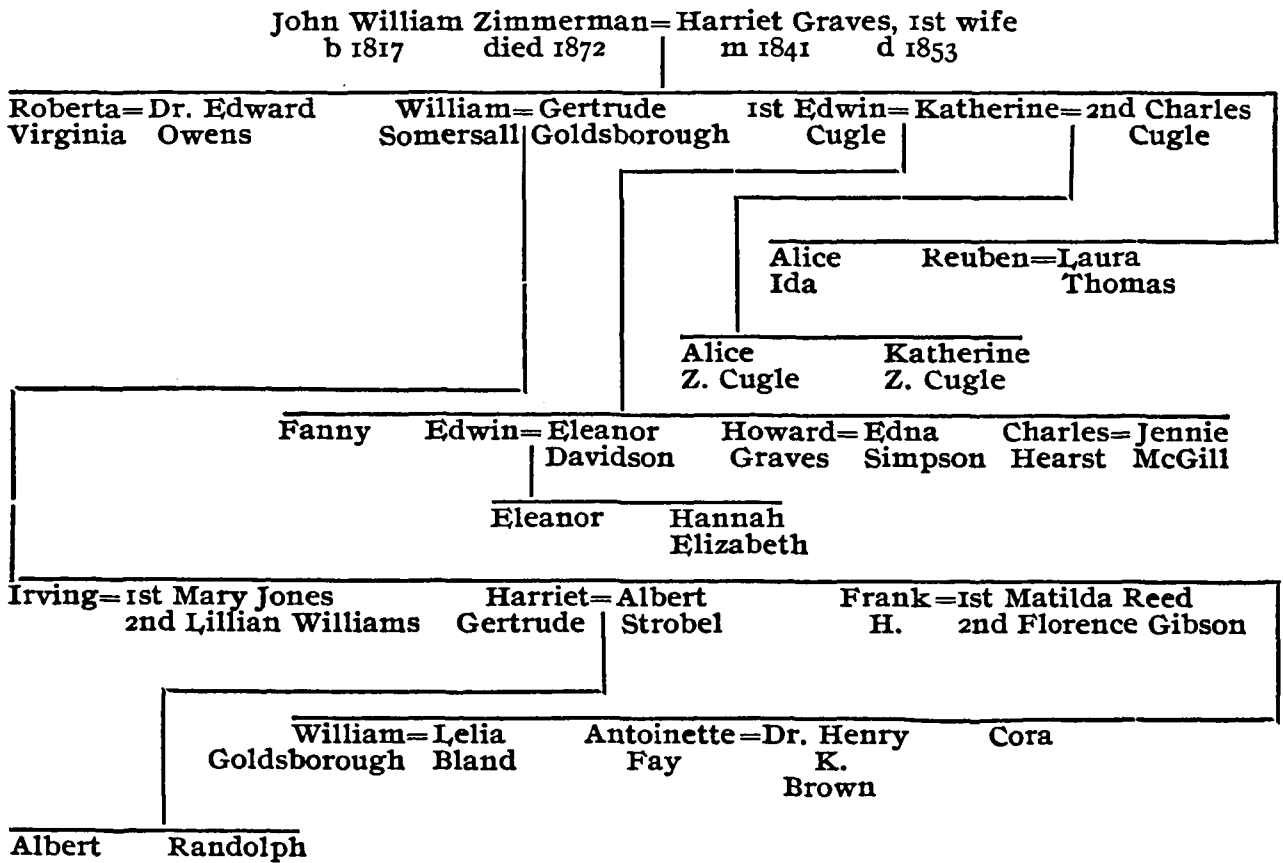 John William Zimmerman=Harriet Graves, 1st wife
b 1817 died 1872 m 1841 d 1853
Roberta=Dr. Edward William=Gertrude 1st Edwin=Katherine=2nd Charles
Virginia Owens Somersall Goldsborough Cugle Cugle
Alice Reuben=Laura
Ida Thomas
Alice Katherine
Z. Cugle Z. Cugle
Fanny Edwin=Eleanor Howard=Edna Charles=Jennie
Davidson Graves Simpson Hearst McGill
Eleanor Hannah
Elizabeth
Irving=1st Mary Jones Harriet=Albert Frank=1st Matilda Reed
2nd Lillian Williams Gertrude Strobel H. 2nd Florence Gibson
William=Lelia Antoinette=Dr. Henry Cora
Goldsborough Bland Fay K.
Brown
Albert Randolph